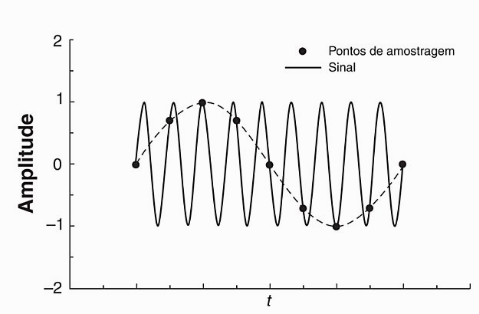 2
Pontos de amostragem
Sinal
1
Amplitude
0
−1
−2
t